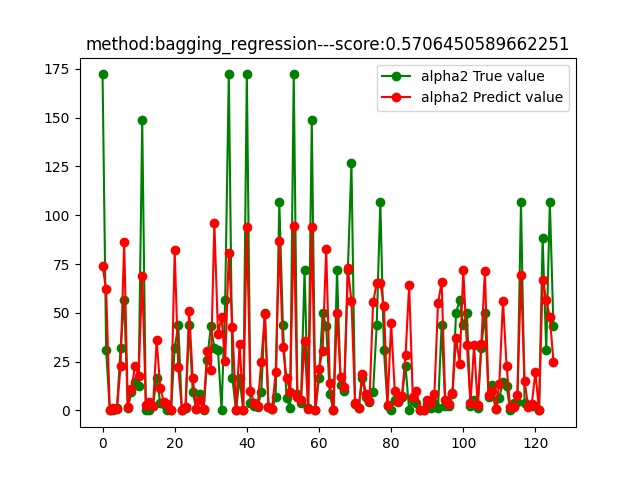 method:bagging_regression---score:0.5706450589662251
alpha2 True value
alpha2 Predict value
175
150
125
100
75
50
25
0
0 20 40 60 80 100 120